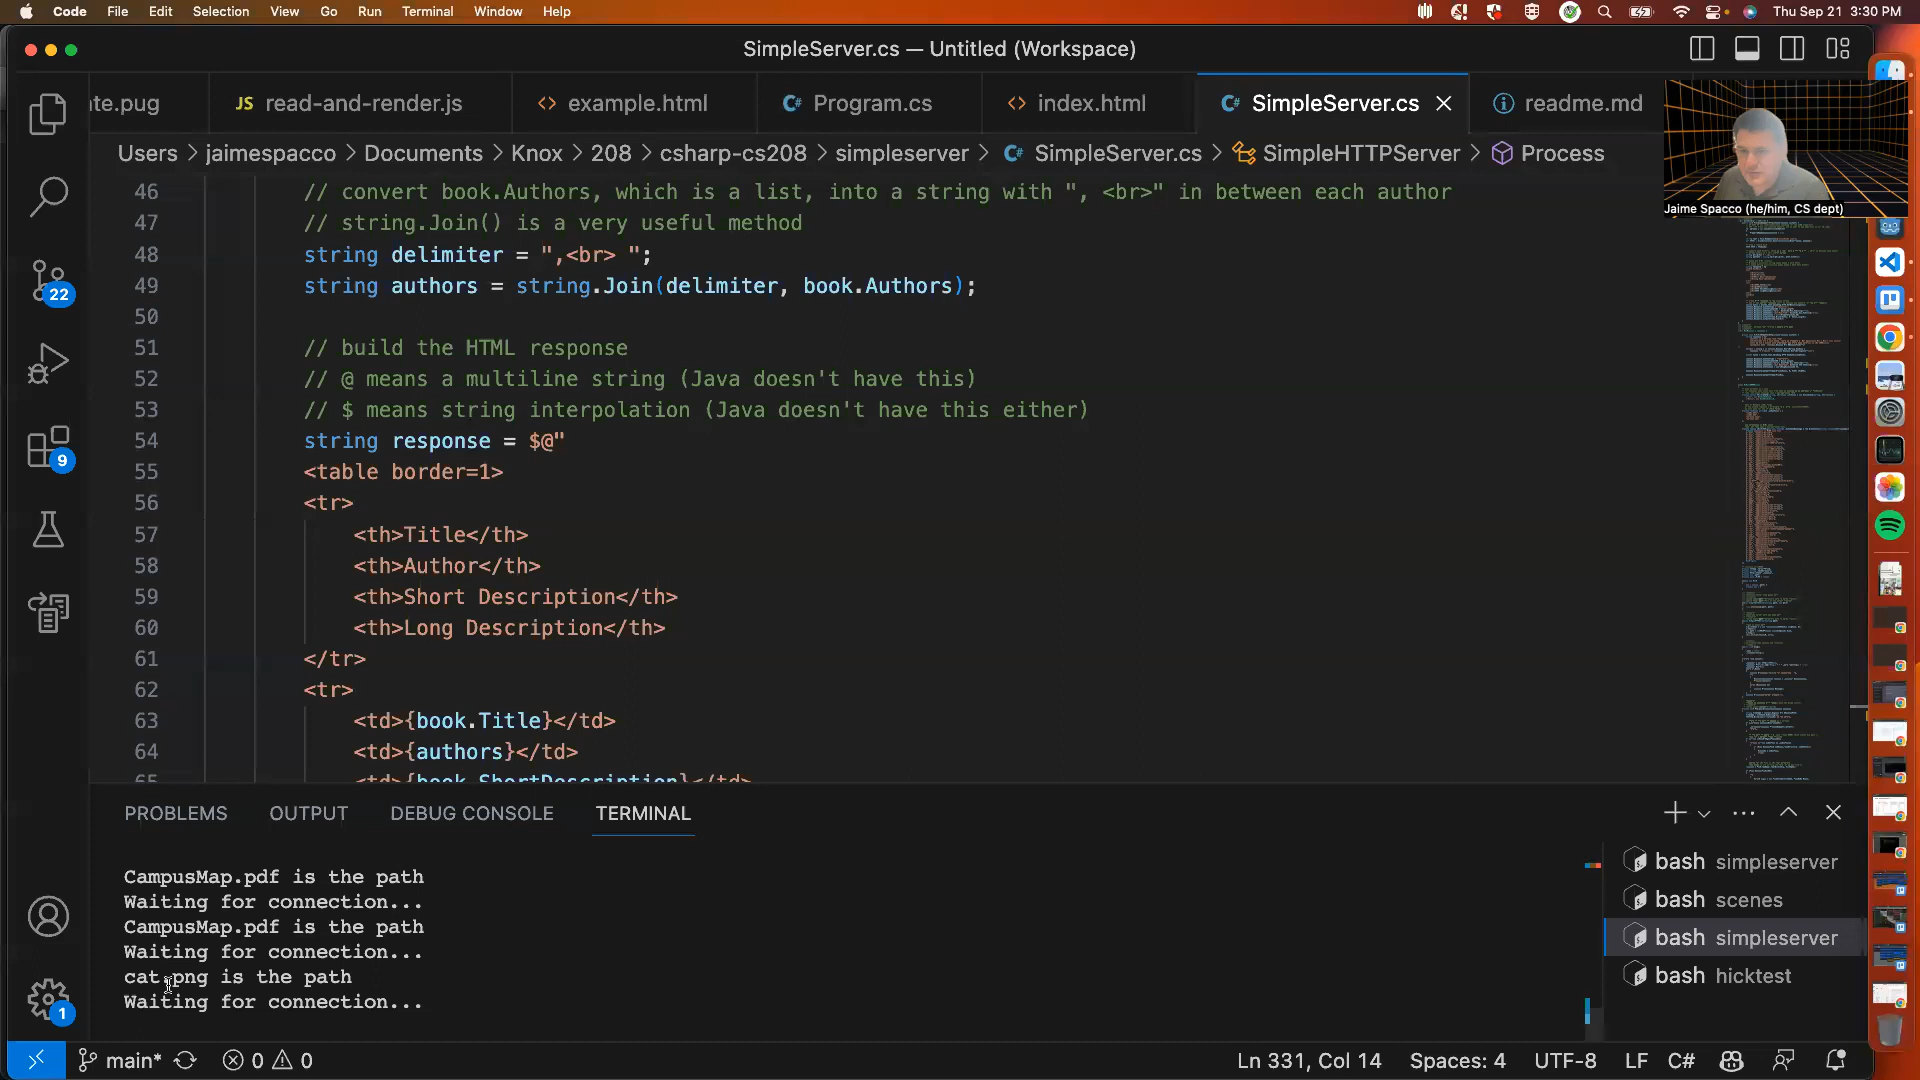 Code File Edit Selection View Go Run Terminal Window Help Thu Sep 21 3:30 PM
SimpleServer.cs — Untitled (Workspace)
ate.pug JS read-and-render.js <> example.html C# Program.cs <> index.html C# SimpleServer.cs readme.md
Users > jaimespacco > Documents > Knox > 208 > csharp-cs208 > simpleserver > C# SimpleServer.cs > SimpleHTTPServer > Process
Jaime Spacco (he/him, CS dept)
46 // convert book.Authors, which is a list, into a string with ", <br>" in between each author
47 // string.Join() is a very useful method
48 string delimiter = ",<br> ";
49 string authors = string.Join(delimiter, book.Authors);
50
51 // build the HTML response
52 // @ means a multiline string (Java doesn't have this)
53 // $ means string interpolation (Java doesn't have this either)
54 string response = $@"
55 <table border=1>
56 <tr>
57 <th>Title</th>
58 <th>Author</th>
59 <th>Short Description</th>
60 <th>Long Description</th>
61 </tr>
62 <tr>
63 <td>{book.Title}</td>
64 <td>{authors}</td>
65 <td>{book.ShortDescription}</td>
22
9
1
PROBLEMS OUTPUT DEBUG CONSOLE TERMINAL
CampusMap.pdf is the path
Waiting for connection...
CampusMap.pdf is the path
Waiting for connection...
cat.png is the path
Waiting for connection...
bash simpleserver
bash scenes
bash simpleserver
bash hicktest
main* 0 0 Ln 331, Col 14 Spaces: 4 UTF-8 LF C#